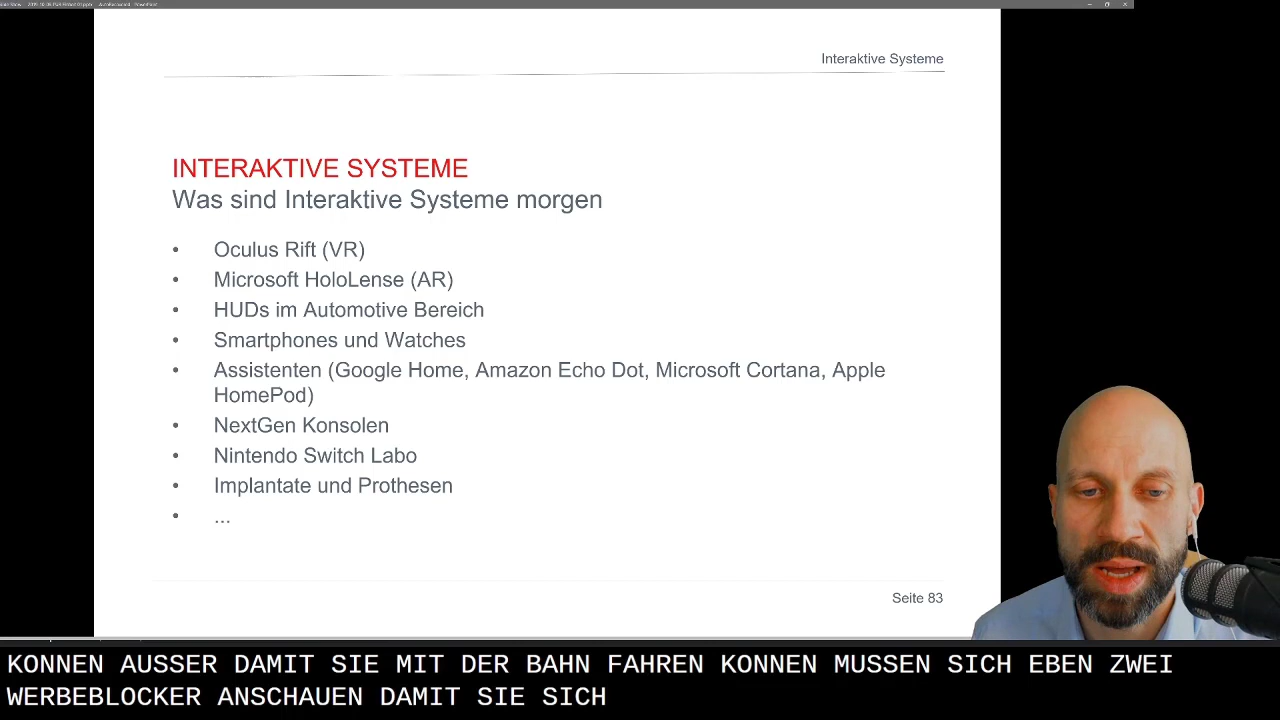 Interaktive Systeme
INTERAKTIVE SYSTEME
Was sind Interaktive Systeme morgen
• Oculus Rift (VR)
• Microsoft HoloLense (AR)
• HUDs im Automotive Bereich
• Smartphones und Watches
• Assistenten (Google Home, Amazon Echo Dot, Microsoft Cortana, Apple
HomePod)
• NextGen Konsolen
• Nintendo Switch Labo
• Implantate und Prothesen
• ...
Seite 83
KONNEN AUSSER DAMIT SIE MIT DER BAHN FAHREN KONNEN MUSSEN SICH EBEN ZWEI
WERBEBLOCKER ANSCHAUEN DAMIT SIE SICH